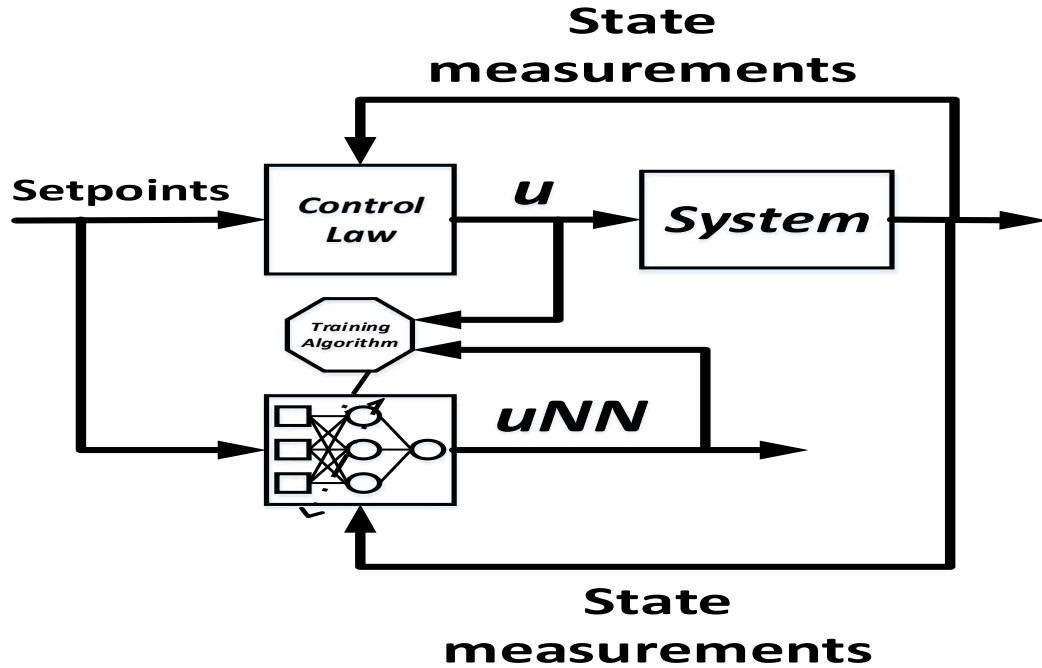 State
measurements
Setpoints
Control
Law
u
System
Training
Algorithm
uNN
State
measurements